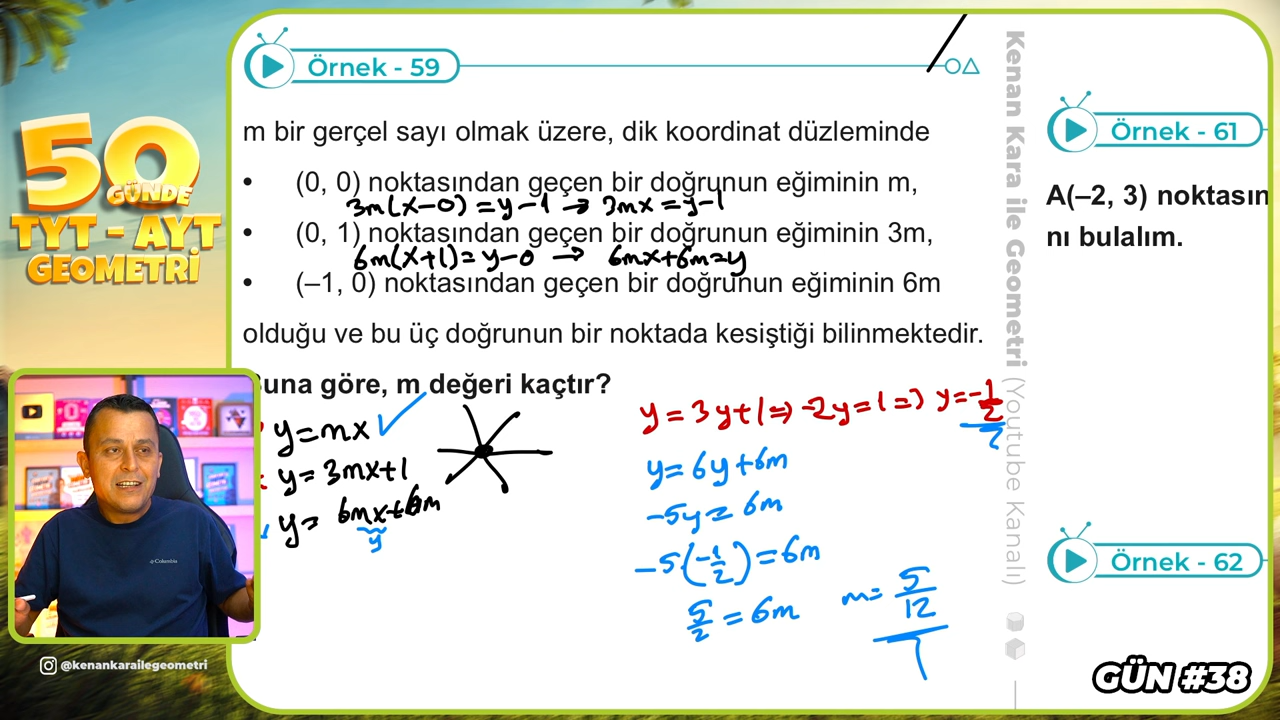 50
GÜNDE
TYT - AYT
GEOMETRİ
Örnek - 59
m bir gerçel sayı olmak üzere, dik koordinat düzleminde
• (0, 0) noktasından geçen bir doğrunun eğiminin m,
3m(x-0)=y-1 → 3mx=y-1
• (0, 1) noktasından geçen bir doğrunun eğiminin 3m,
6m(x+1)=y-0 → 6mx+6m=y
• (–1, 0) noktasından geçen bir doğrunun eğiminin 6m
olduğu ve bu üç doğrunun bir noktada kesiştiği bilinmektedir.
Buna göre, m değeri kaçtır?
y=mx
y=3mx+1
y=6mx+6m
y
y=3y+1⇒-2y=1⇒y=-1/2
y=6y+6m
-5y=6m
-5(-1/2)=6m
5/2=6m
m=5/12
Kenan Kara ile Geometri (Youtube Kanalı)
Örnek - 61
A(–2, 3) noktasın
nı bulalım.
Örnek - 62
Columbia
@kenankarailegeometri
GÜN #38